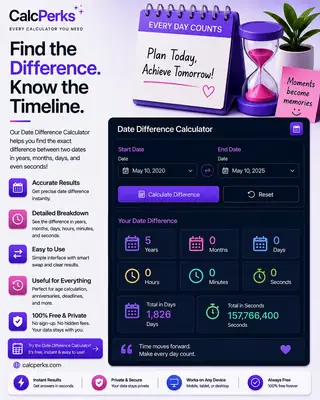 CalcPerks
EVERY CALCULATOR YOU NEED
Find the
Difference.
Know the
Timeline.
Our Date Difference Calculator
helps you find the exact
difference between two dates
in years, months, days, and
even seconds!
Accurate Results
Get precise date difference
instantly.
Detailed Breakdown
See the difference in years,
months, days, hours, minutes,
and seconds.
Easy to Use
Simple interface with smart
swap and clear results.
Useful for Everything
Perfect for age calculation,
anniversaries, deadlines, and
more.
100% Free & Private
No sign-up. No hidden fees.
Your data stays with you.
Try the Date Difference Calculator!
It's free, instant & easy to use!
calcperks.com
EVERY DAY COUNTS
Plan Today,
Achieve Tomorrow!
Moments
become
memories
Date Difference Calculator
Start Date
End Date
Date
Date
May 10, 2020
May 10, 2025
Calculate Difference
Reset
Your Date Difference
5
Years
0
Months
0
Days
0
Hours
0
Minutes
0
Seconds
Total in Days
1,826
Days
Total in Seconds
157,766,400
Seconds
Time moves forward.
Make every day count.
Instant Results
Get answers in seconds
Private & Secure
Your data stays private
Works on Any Device
Mobile, tablet, or desktop
Always Free
100% free forever